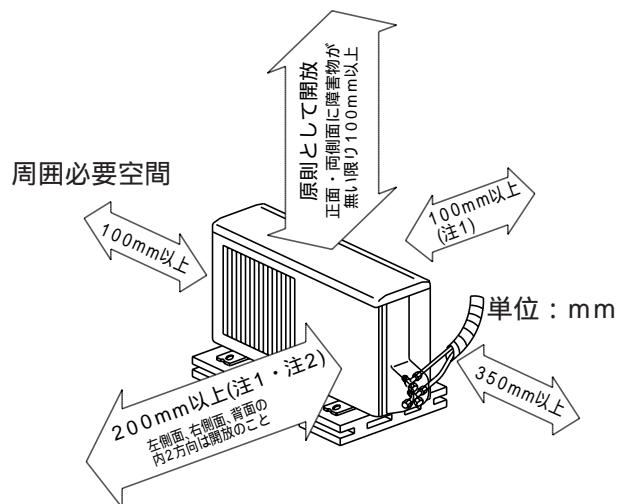 原則として開放
正面・両側面に障害物が
無い限り100mm以上
周囲必要空間
100mm以上
100mm以上
(注1)
単位：mm
350mm以上
200mm以上(注1・注2)
左側面、右側面、背面の
内2方向は開放のこと